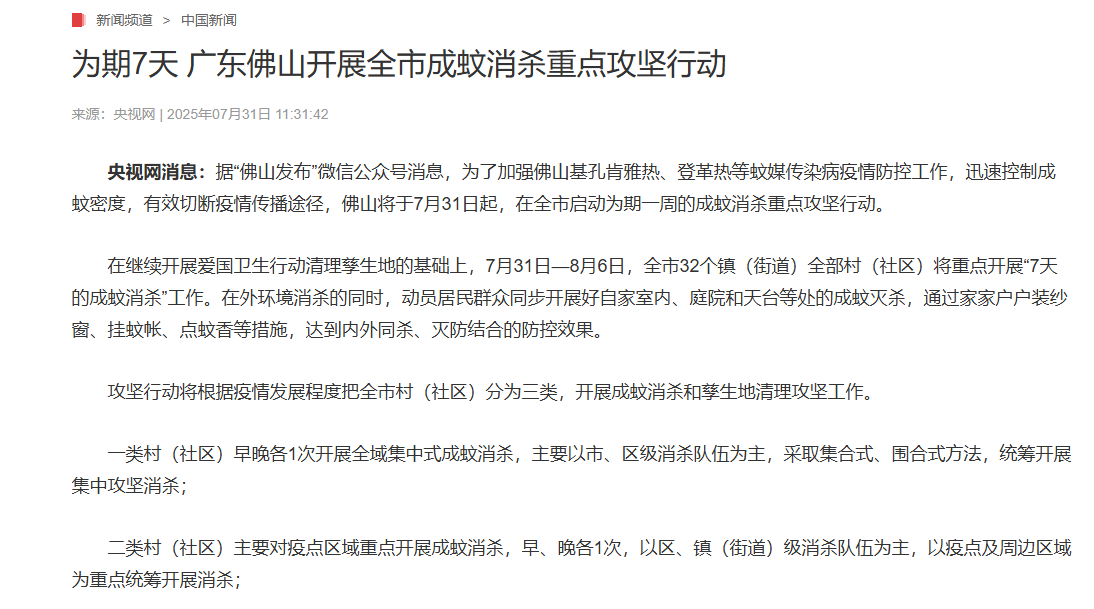 新闻频道 > 中国新闻
为期7天 广东佛山开展全市成蚊消杀重点攻坚行动
来源：央视网 | 2025年07月31日 11:31:42
央视网消息：据“佛山发布”微信公众号消息，为了加强佛山基孔肯雅热、登革热等蚊媒传染病疫情防控工作，迅速控制成
蚊密度，有效切断疫情传播途径，佛山将于7月31日起，在全市启动为期一周的成蚊消杀重点攻坚行动。
在继续开展爱国卫生行动清理孳生地的基础上，7月31日—8月6日，全市32个镇（街道）全部村（社区）将重点开展“7天
的成蚊消杀”工作。在外环境消杀的同时，动员居民群众同步开展好自家室内、庭院和天台等处的成蚊灭杀，通过家家户户装纱
窗、挂蚊帐、点蚊香等措施，达到内外同杀、灭防结合的防控效果。
攻坚行动将根据疫情发展程度把全市村（社区）分为三类，开展成蚊消杀和孳生地清理攻坚工作。
一类村（社区）早晚各1次开展全域集中式成蚊消杀，主要以市、区级消杀队伍为主，采取集合式、围合式方法，统筹开展
集中攻坚消杀；
二类村（社区）主要对疫点区域重点开展成蚊消杀，早、晚各1次，以区、镇（街道）级消杀队伍为主，以疫点及周边区域
为重点统筹开展消杀；